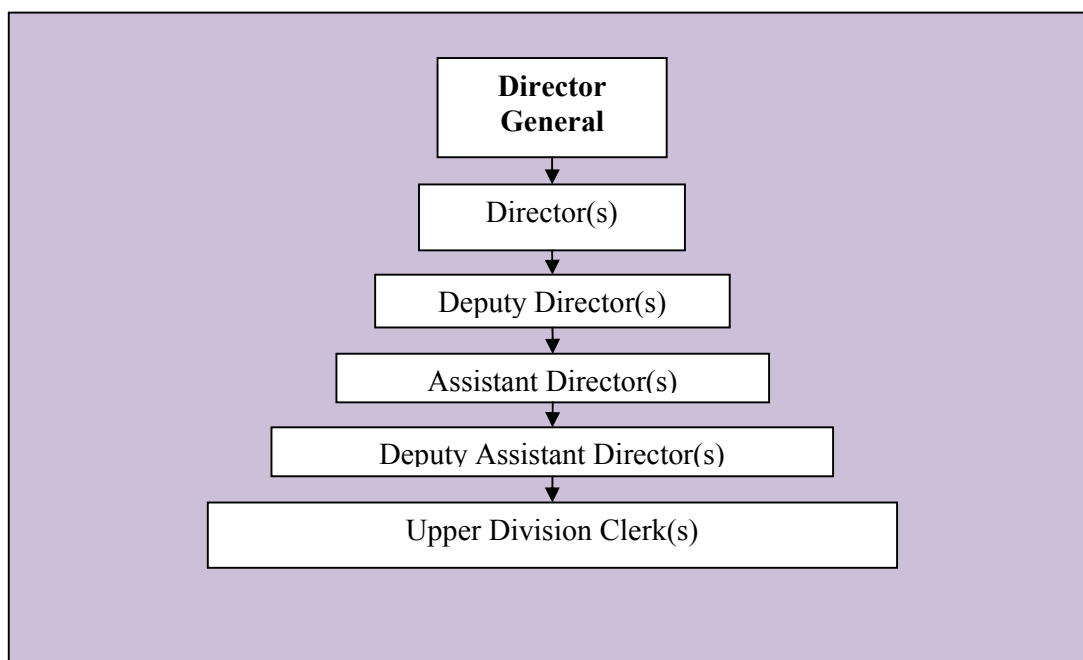 Director
General
Director(s)
Deputy Director(s)
Assistant Director(s)
Deputy Assistant Director(s)
Upper Division Clerk(s)